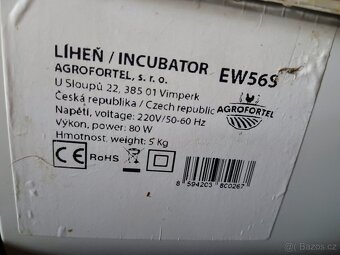 LÍHEŇ / INCUBATOR EW56S
AGROFORTEL, s. r. o.
U Sloupů 22, 385 01 Vimperk
Česká republika / Czech republic
Napětí, voltage: 220V/50-60 Hz
Výkon, power: 80 W
Hmotnost, weight: 5 Kg
AGROFORTEL
CE RoHS
8 594203 8C0267
Bazos.cz